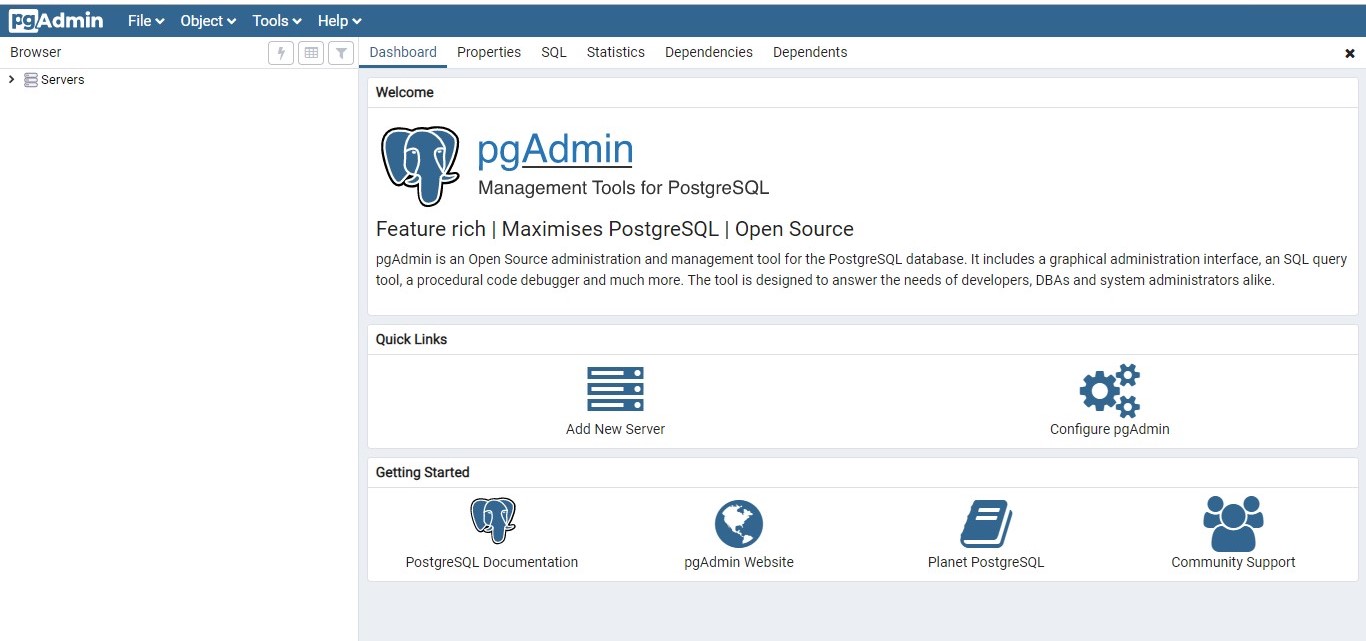 pgAdmin File Object Tools Help
Browser
Dashboard Properties SQL Statistics Dependencies Dependents
Servers
Welcome
pgAdmin
Management Tools for PostgreSQL
Feature rich | Maximises PostgreSQL | Open Source
pgAdmin is an Open Source administration and management tool for the PostgreSQL database. It includes a graphical administration interface, an SQL query
tool, a procedural code debugger and much more. The tool is designed to answer the needs of developers, DBAs and system administrators alike.
Quick Links
Add New Server
Configure pgAdmin
Getting Started
PostgreSQL Documentation
pgAdmin Website
Planet PostgreSQL
Community Support